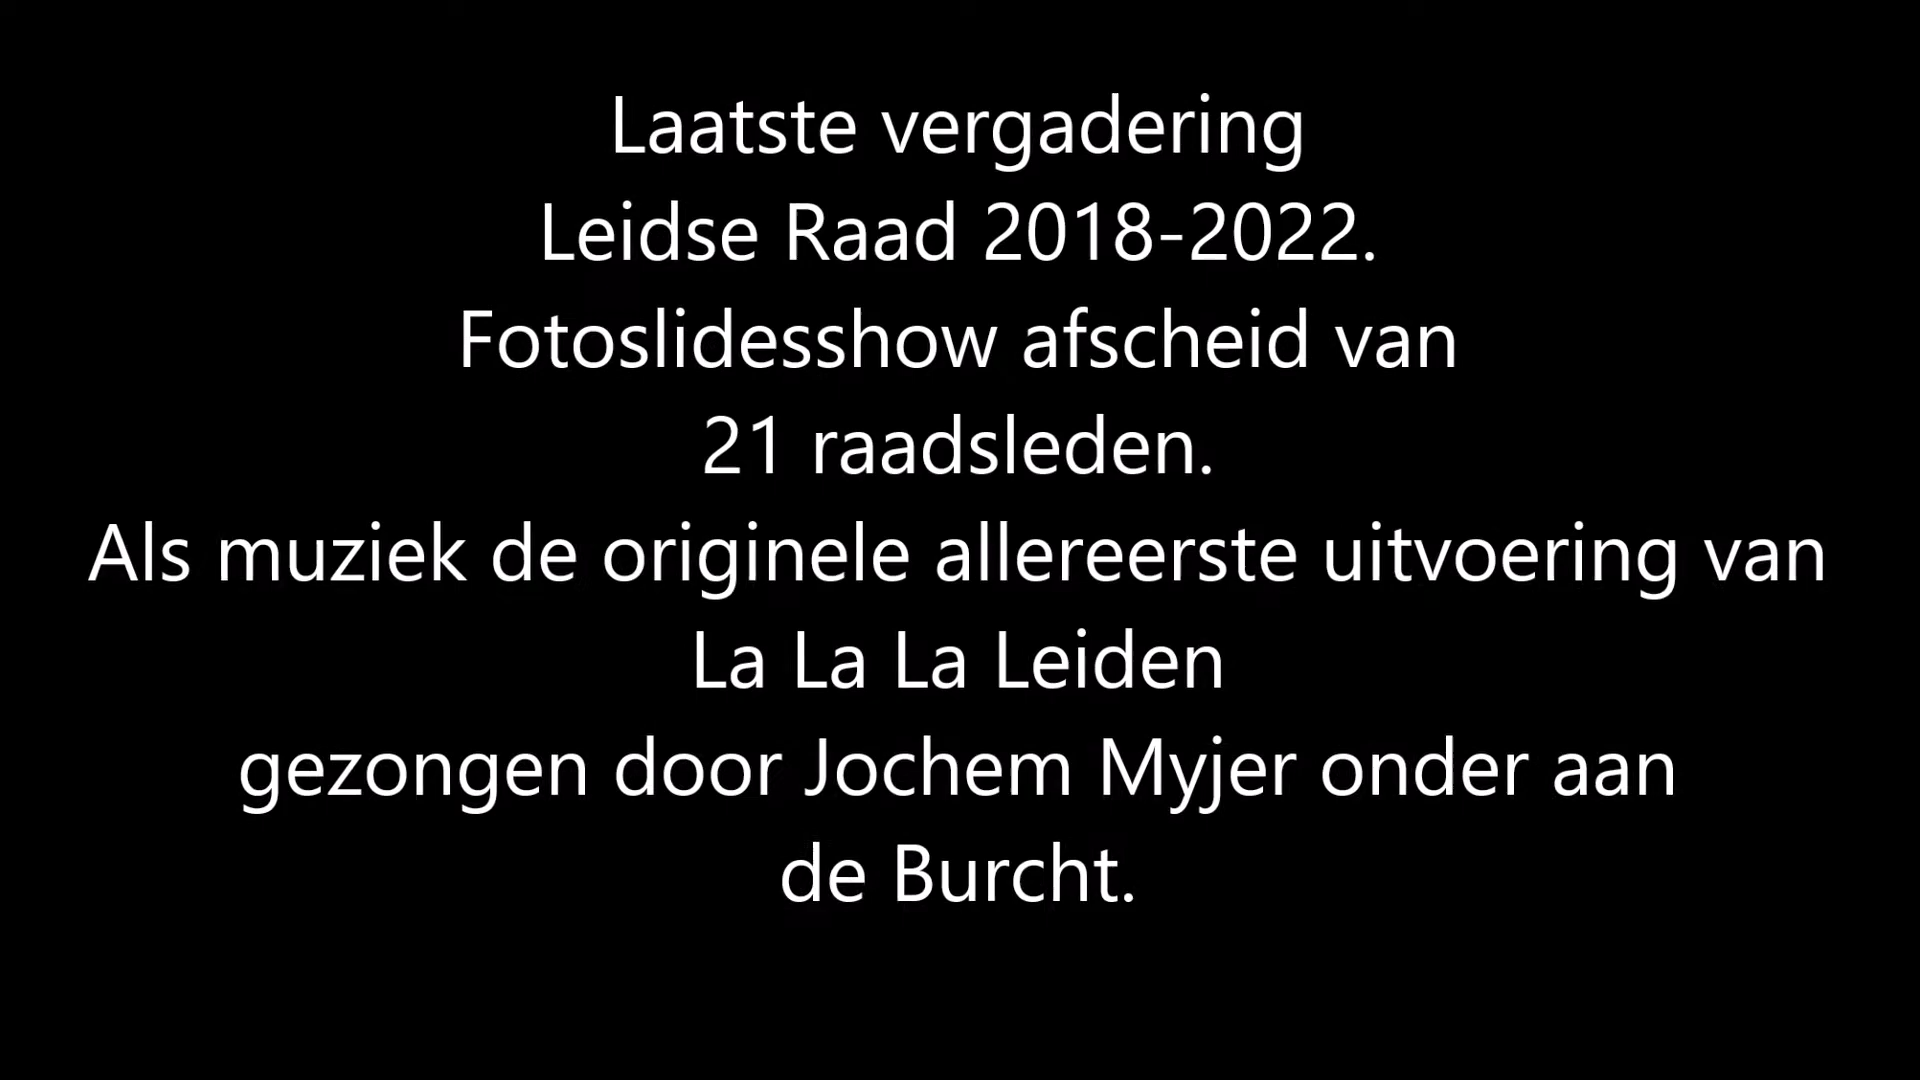 Laatste vergadering
Leidse Raad 2018-2022.
Fotoslidesshow afscheid van
21 raadsleden.
Als muziek de originele allereerste uitvoering van
La La La Leiden
gezongen door Jochem Myjer onder aan
de Burcht.